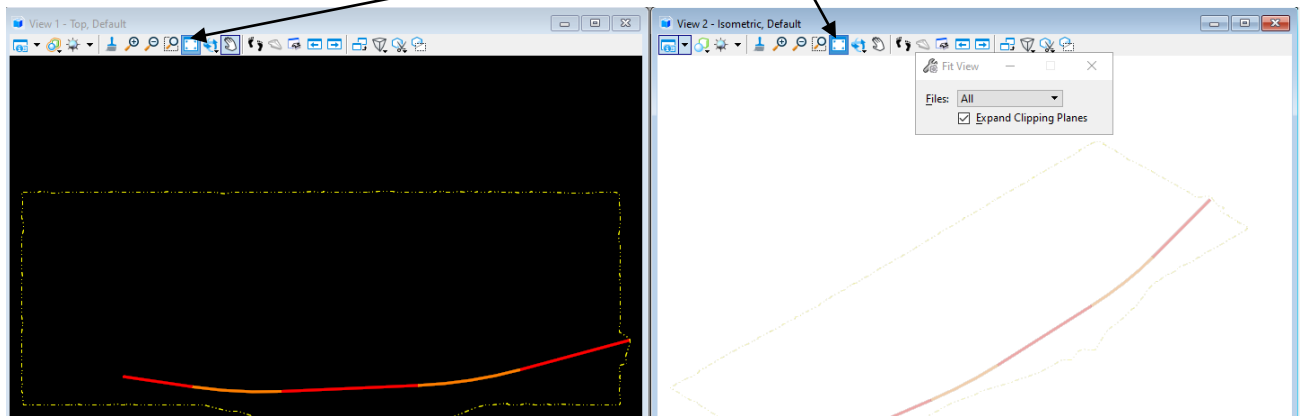 View 1 - Top, Default
View 2 - Isometric, Default
Fit View
Files: All
Expand Clipping Planes